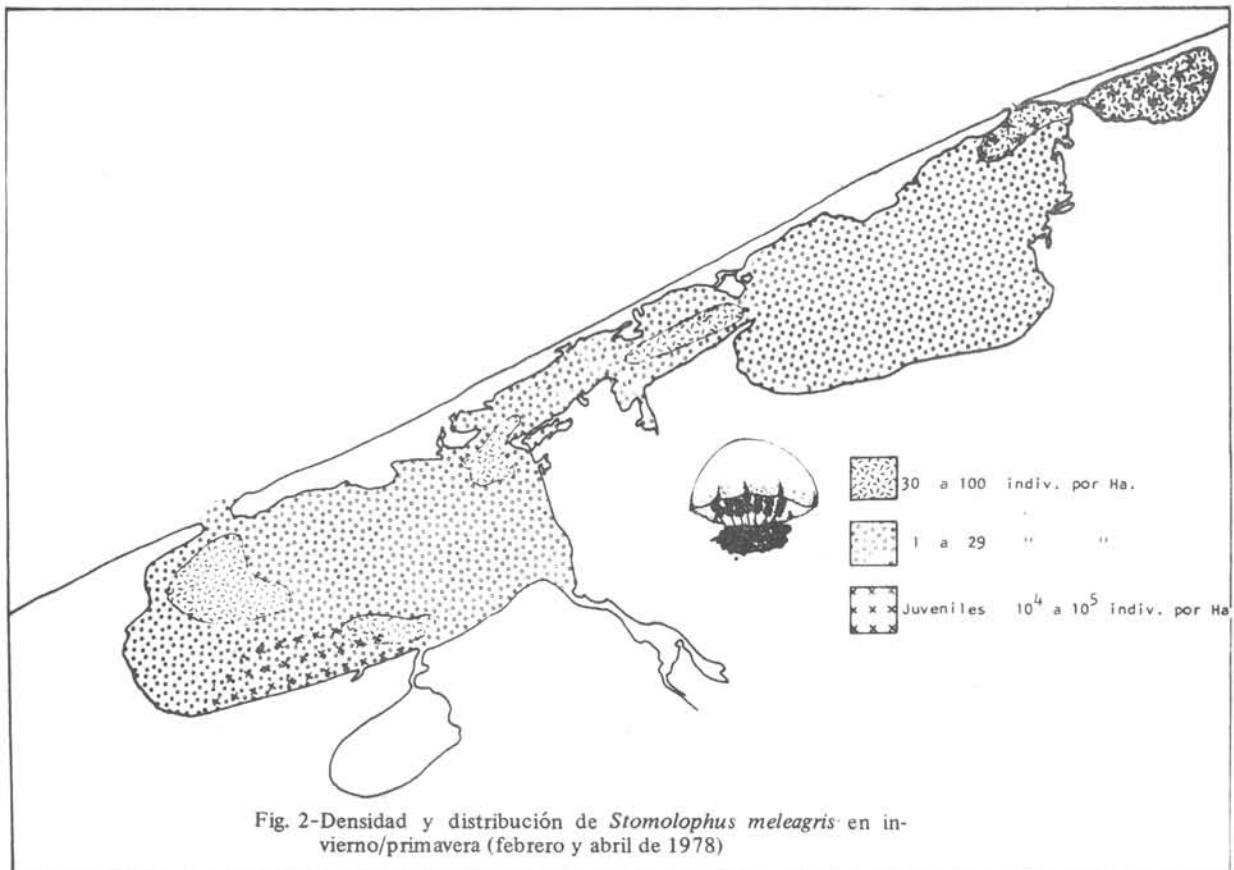 30 a 100 indiv. por Ha.
1 a 29 " "
Juveniles 10⁴ a 10⁵ indiv. por Ha
Fig. 2-Densidad y distribución de Stomolophus meleagris en in-
vierno/primavera (febrero y abril de 1978)